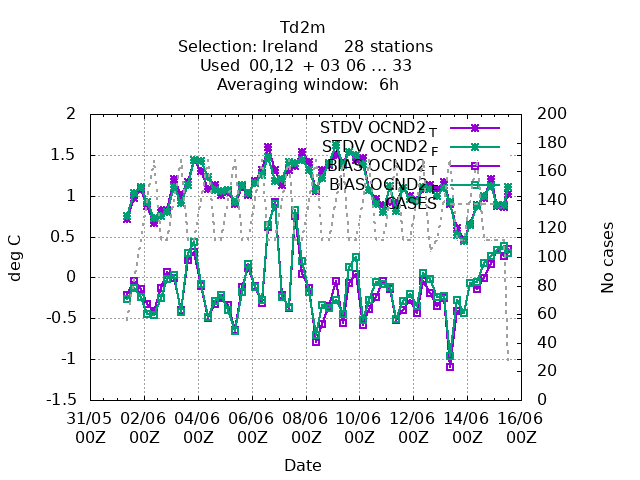 Td2m
Selection: Ireland 28 stations
Used 00,12 + 03 06 ... 33
Averaging window: 6h
2
1.5
1
0.5
0
-0.5
-1
-1.5
deg C
200
180
160
140
120
100
80
60
40
20
0
No cases
STDV OCND2 T
STDV OCND2 F
BIAS OCND2 T
BIAS OCND2 F
CASES
31/05 02/06 04/06 06/06 08/06 10/06 12/06 14/06 16/06
00Z 00Z 00Z 00Z 00Z 00Z 00Z 00Z 00Z
Date